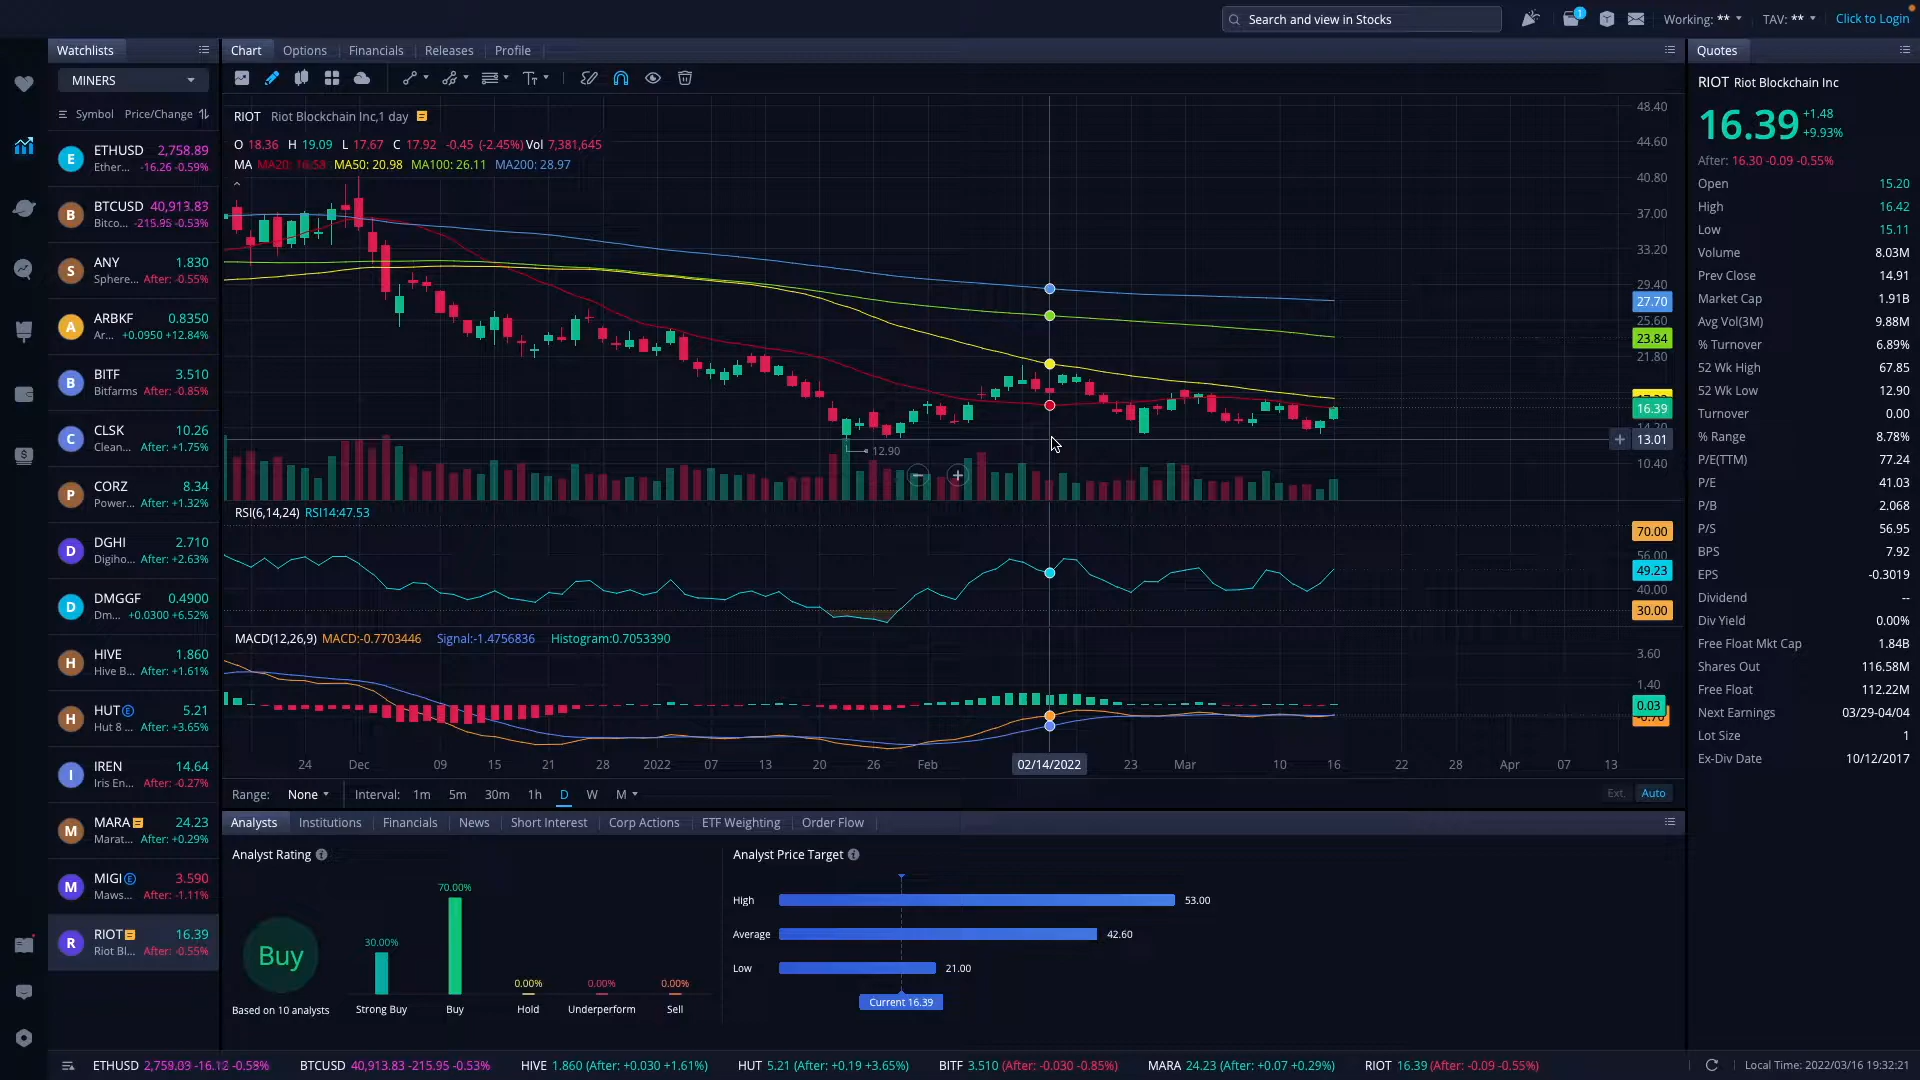 Search and view in Stocks
1
Working: **
TAV: **
Click to Login
Watchlists
MINERS
Symbol Price/Change
E ETHUSD 2,758.89
Ether... -16.26 -0.59%
B BTCUSD 40,913.83
Bitco... -215.95 -0.53%
S ANY 1.830
Sphere... After: -0.55%
A ARBKF 0.8350
Ar... +0.0950 +12.84%
B BITF 3.510
Bitfarms After: -0.85%
C CLSK 10.26
Clean... After: +1.75%
P CORZ 8.34
Power... After: +1.32%
D DGHI 2.710
Digiho... After: +2.63%
D DMGGF 0.4900
Dm... +0.0300 +6.52%
H HIVE 1.860
Hive B... After: +1.61%
H HUT E 5.21
Hut 8 ... After: +3.65%
I IREN 14.64
Iris En... After: -0.27%
M MARA 24.23
Marat... After: +0.29%
M MIGI E 3.590
Maws... After: -1.11%
R RIOT 16.39
Riot Bl... After: -0.55%
Chart Options Financials Releases Profile
RIOT Riot Blockchain Inc,1 day
O 18.36 H 19.09 L 17.67 C 17.92 -0.45 (-2.45%) Vol 7,381,645
MA MA20: 16.58 MA50: 20.98 MA100: 26.11 MA200: 28.97
48.40
44.60
40.80
37.00
33.20
29.40
27.70
25.60
23.84
21.80
16.39
14.20
13.01
10.40
12.90
RSI(6,14,24) RSI14:47.53
70.00
56.00
49.23
40.00
30.00
MACD(12,26,9) MACD:-0.7703446 Signal:-1.4756836 Histogram:0.7053390
3.60
1.40
0.03
24 Dec 09 15 21 28 2022 07 13 20 26 Feb 02/14/2022 23 Mar 10 16 22 28 Apr 07 13
Range: None Interval: 1m 5m 30m 1h D W M
Ext. Auto
Analysts Institutions Financials News Short Interest Corp Actions ETF Weighting Order Flow
Analyst Rating
Buy
Based on 10 analysts
30.00%
70.00%
0.00%
0.00%
0.00%
Strong Buy Buy Hold Underperform Sell
Analyst Price Target
High 53.00
Average 42.60
Low 21.00
Current 16.39
Quotes
RIOT Riot Blockchain Inc
16.39 +1.48
+9.93%
After: 16.30 -0.09 -0.55%
Open 15.20
High 16.42
Low 15.11
Volume 8.03M
Prev Close 14.91
Market Cap 1.91B
Avg Vol(3M) 9.88M
% Turnover 6.89%
52 Wk High 67.85
52 Wk Low 12.90
Turnover 0.00
% Range 8.78%
P/E(TTM) 77.24
P/E 41.03
P/B 2.068
P/S 56.95
BPS 7.92
EPS -0.3019
Dividend --
Div Yield 0.00%
Free Float Mkt Cap 1.84B
Shares Out 116.58M
Free Float 112.22M
Next Earnings 03/29-04/04
Lot Size 1
Ex-Div Date 10/12/2017
ETHUSD -0.58% BTCUSD 40,913.83 -215.95 -0.53% HIVE 1.860 (After: +0.030 +1.61%) HUT 5.21 (After: +0.19 +3.65%) BITF 3.510 (After: -0.030 -0.85%) MARA 24.23 (After: +0.07 +0.29%) RIOT 16.39 (After: -0.09 -0.55%)
Local Time: 2022/03/16 19:32:21